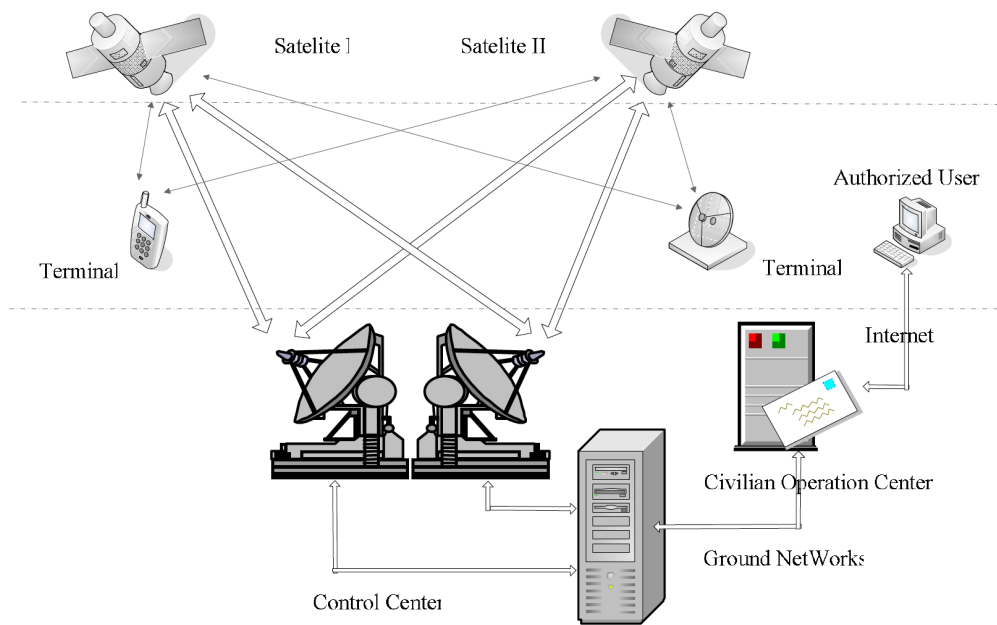 Satelite I
Satelite II
Authorized User
Terminal
Terminal
Internet
Civilian Operation Center
Ground NetWorks
Control Center